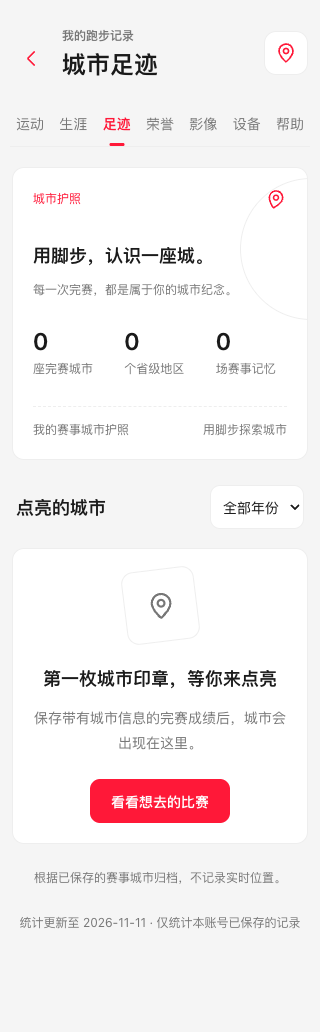 我的跑步记录
城市足迹
运动 生涯 足迹 荣誉 影像 设备 帮助
城市护照
用脚步，认识一座城。
每一次完赛，都是属于你的城市纪念。
0 0 0
座完赛城市 个省级地区 场赛事记忆
我的赛事城市护照 用脚步探索城市
点亮的城市 全部年份
第一枚城市印章，等你来点亮
保存带有城市信息的完赛成绩后，城市会
出现在这里。
看看想去的比赛
根据已保存的赛事城市归档，不记录实时位置。
统计更新至 2026-11-11 · 仅统计本账号已保存的记录